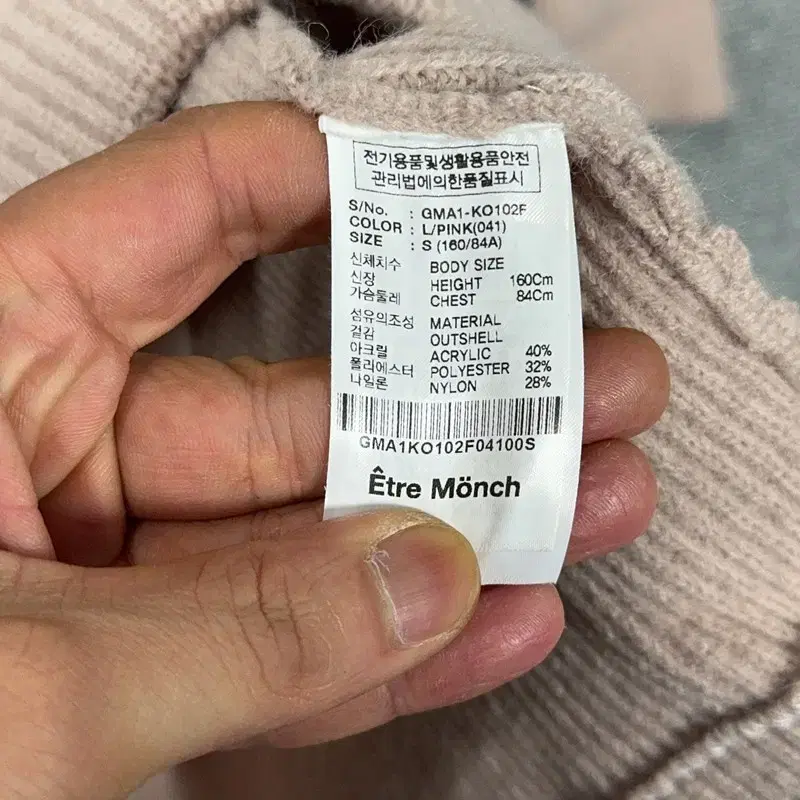 전기용품및생활용품안전
관리법에의한품질표시
S/No. : GMA1-KO102F
COLOR : L/PINK(041)
SIZE : S (160/84A)
신체치수 BODY SIZE
신장 HEIGHT 160Cm
가슴둘레 CHEST 84Cm
섬유의조성 MATERIAL
겉감 OUTSHELL
아크릴 ACRYLIC 40%
폴리에스터 POLYESTER 32%
나일론 NYLON 28%
GMA1KO102F04100S
Être Mönch